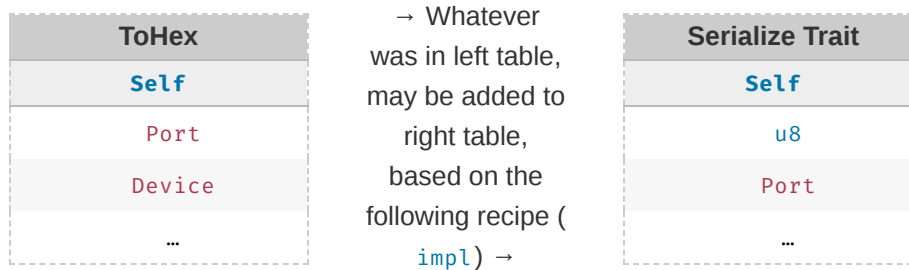 ToHex
Self
Port
Device
…
→ Whatever
was in left table,
may be added to
right table,
based on the
following recipe (
impl) →
Serialize Trait
Self
u8
Port
…